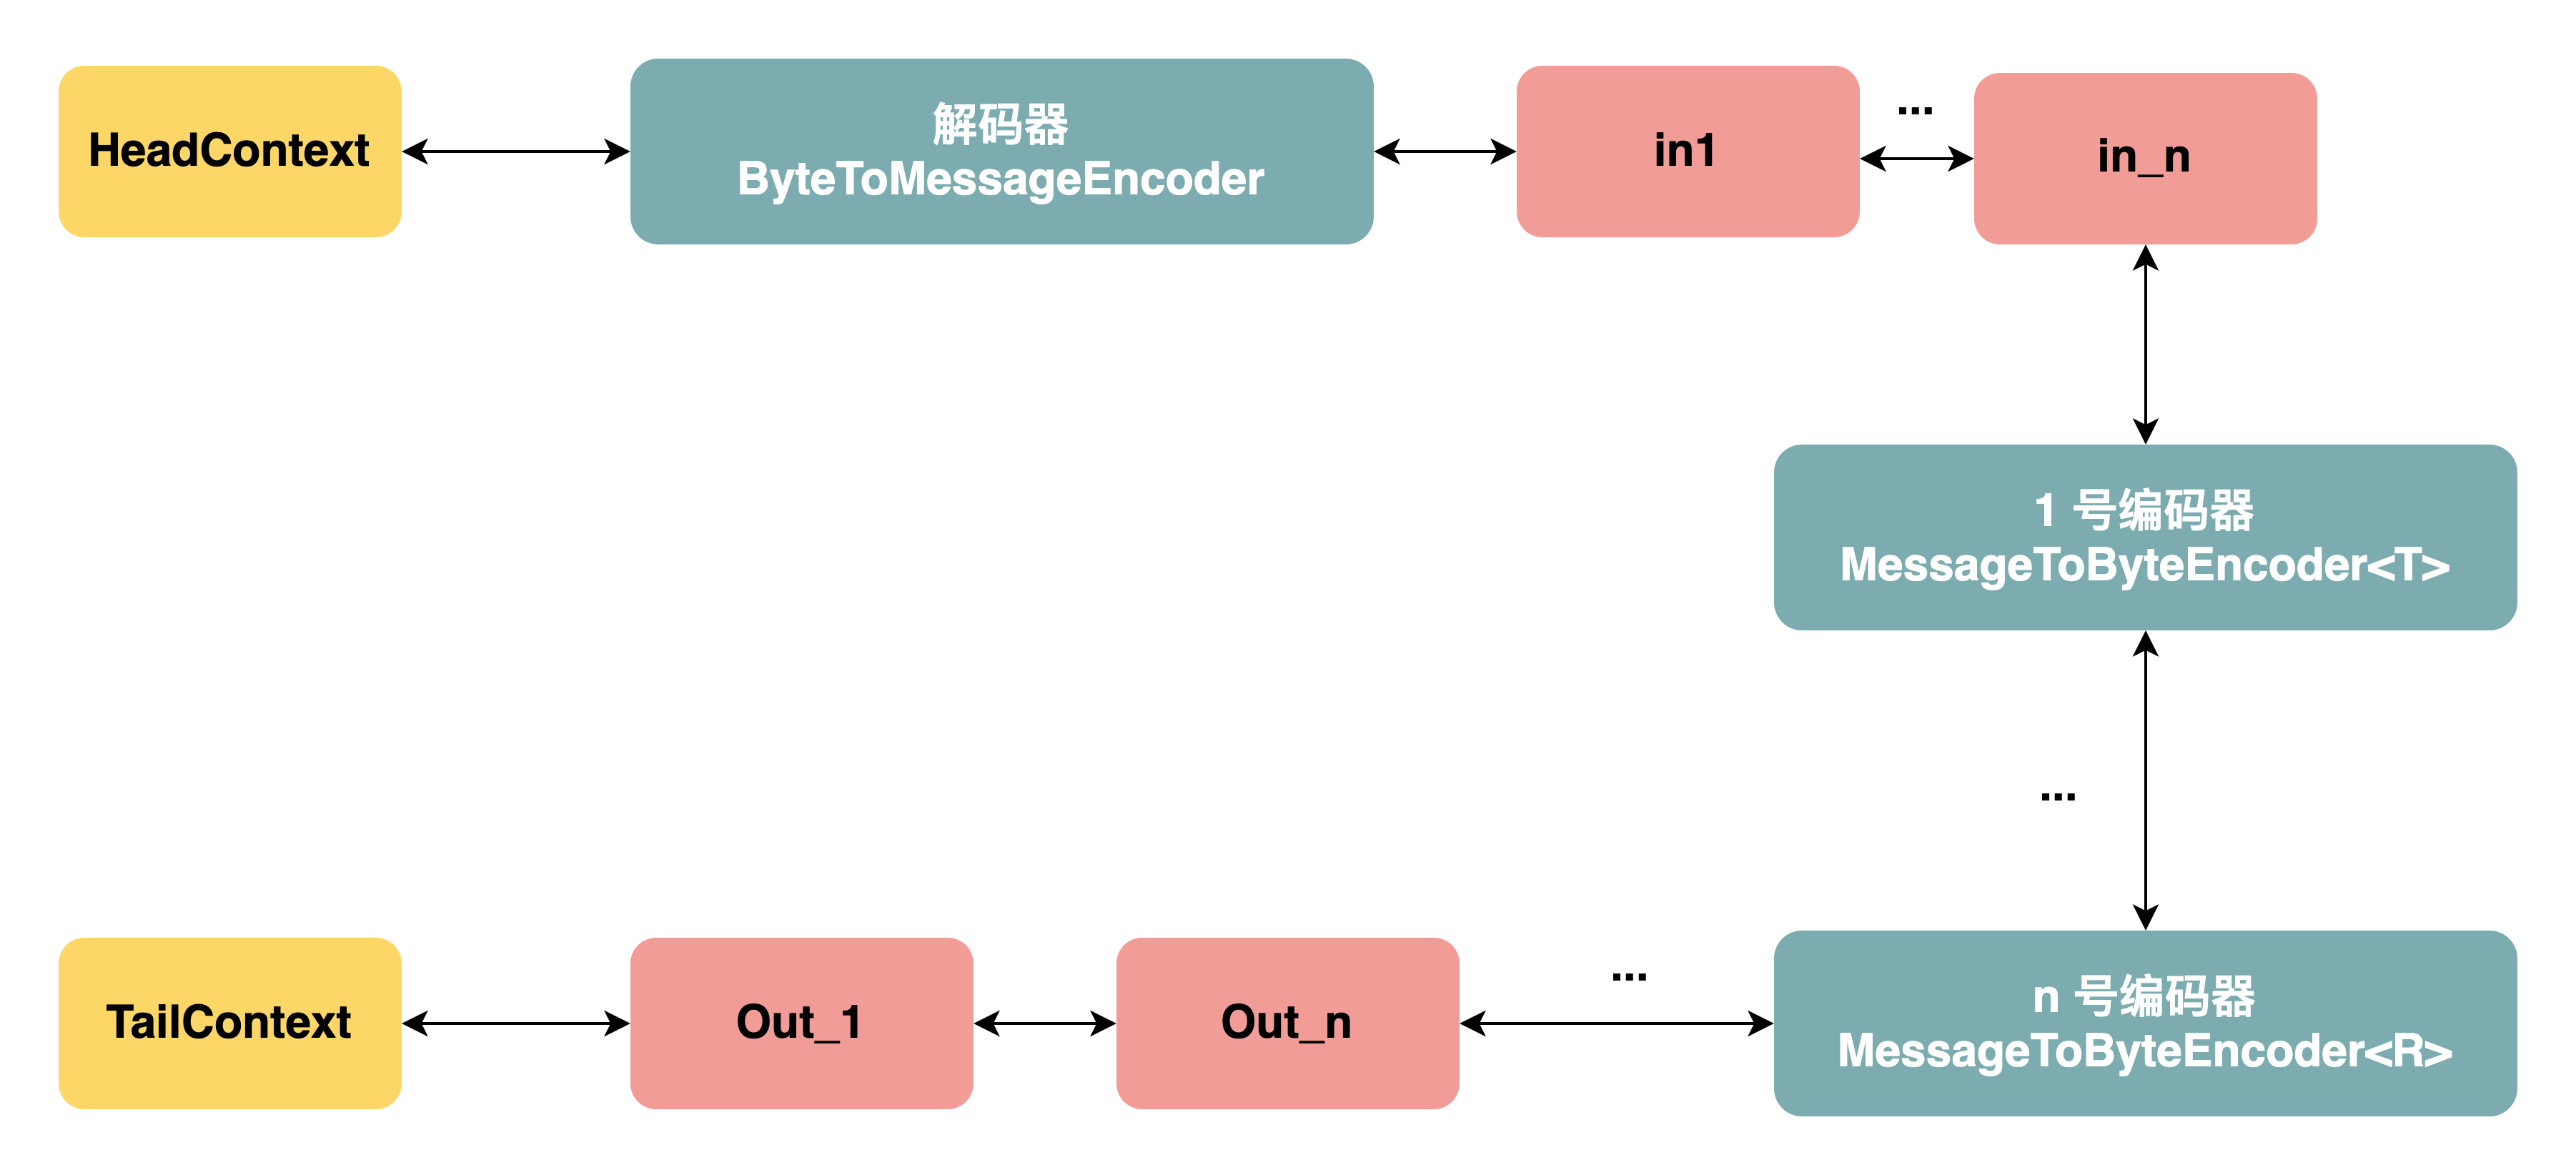 HeadContext
解码器
ByteToMessageEncoder
in1
...
in_n
1 号编码器
MessageToByteEncoder<T>
...
TailContext
Out_1
Out_n
...
n 号编码器
MessageToByteEncoder<R>